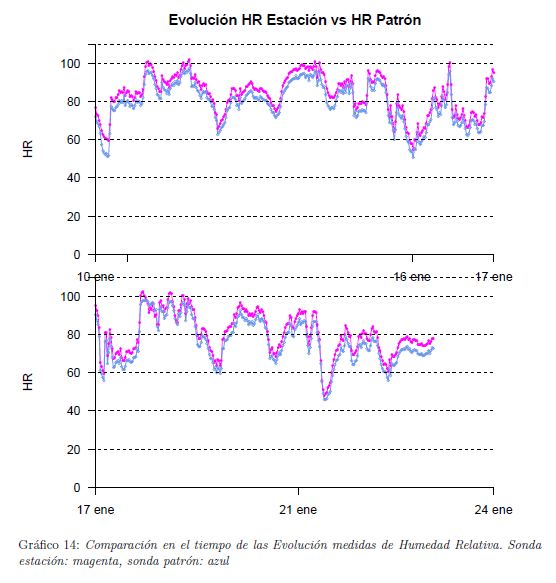 Evolución HR Estación vs HR Patrón
100
80
60
40
20
0
HR
10 ene
16 ene
17 ene
100
80
60
40
20
0
HR
17 ene
21 ene
24 ene
Gráfico 14: Comparación en el tiempo de las Evolución medidas de Humedad Relativa. Sonda
estación: magenta, sonda patrón: azul